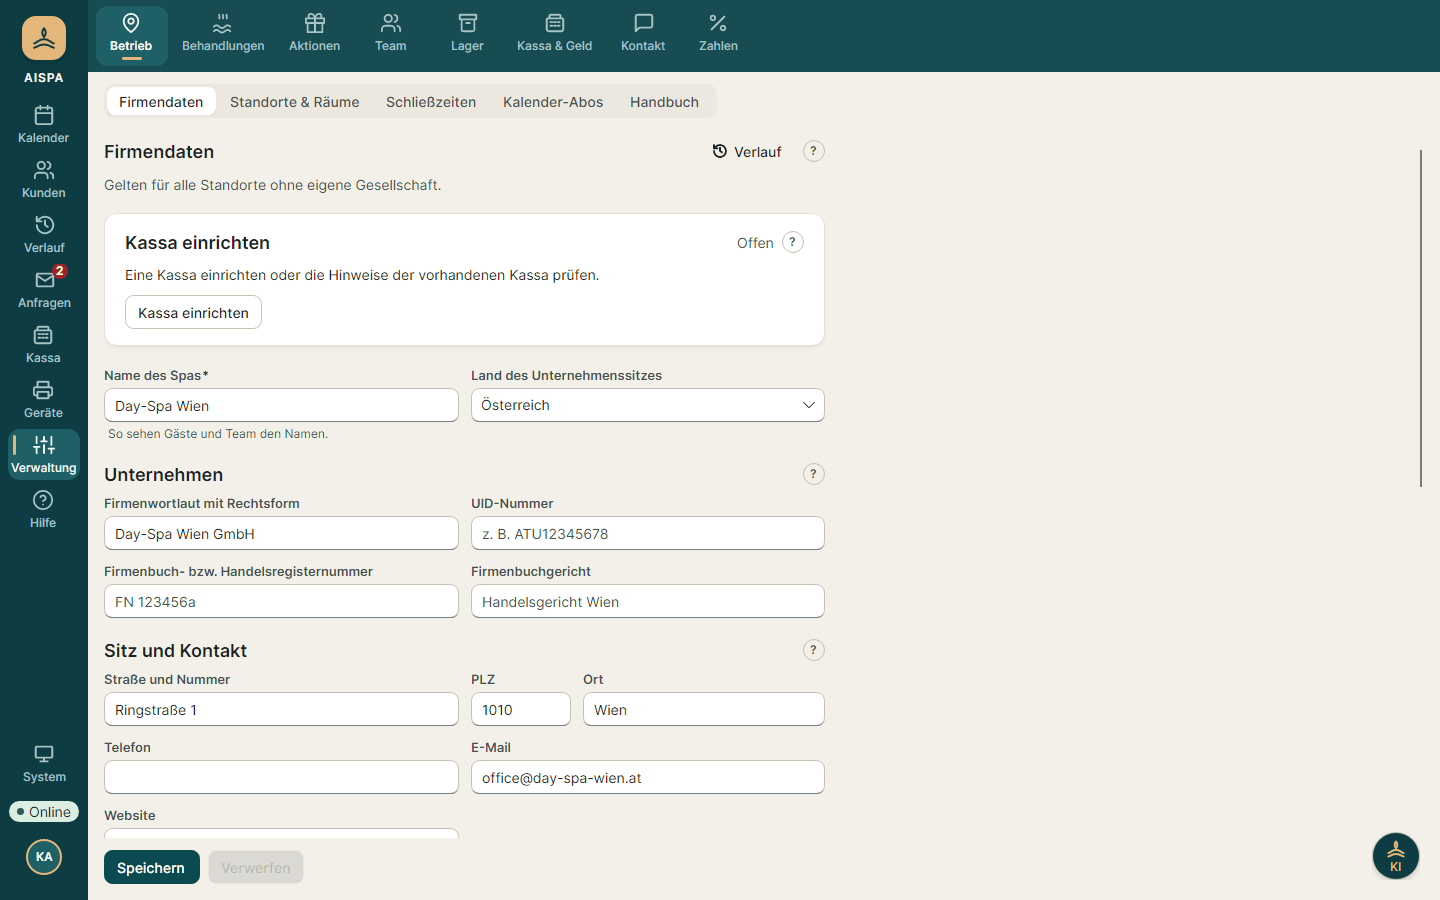 AISPA
Kalender
Kunden
Verlauf
2
Anfragen
Kassa
Geräte
Verwaltung
Hilfe
System
Online
KA
Betrieb
Behandlungen
Aktionen
Team
Lager
Kassa & Geld
Kontakt
Zahlen
Firmendaten
Standorte & Räume
Schließzeiten
Kalender-Abos
Handbuch
Firmendaten
Verlauf
?
Gelten für alle Standorte ohne eigene Gesellschaft.
Kassa einrichten
Offen
?
Eine Kassa einrichten oder die Hinweise der vorhandenen Kassa prüfen.
Kassa einrichten
Name des Spas*
Land des Unternehmenssitzes
Day-Spa Wien
Österreich
So sehen Gäste und Team den Namen.
Unternehmen
?
Firmenwortlaut mit Rechtsform
UID-Nummer
Day-Spa Wien GmbH
z. B. ATU12345678
Firmenbuch- bzw. Handelsregisternummer
Firmenbuchgericht
FN 123456a
Handelsgericht Wien
Sitz und Kontakt
?
Straße und Nummer
PLZ
Ort
Ringstraße 1
1010
Wien
Telefon
E-Mail
office@day-spa-wien.at
Website
Speichern
Verwerfen
KI